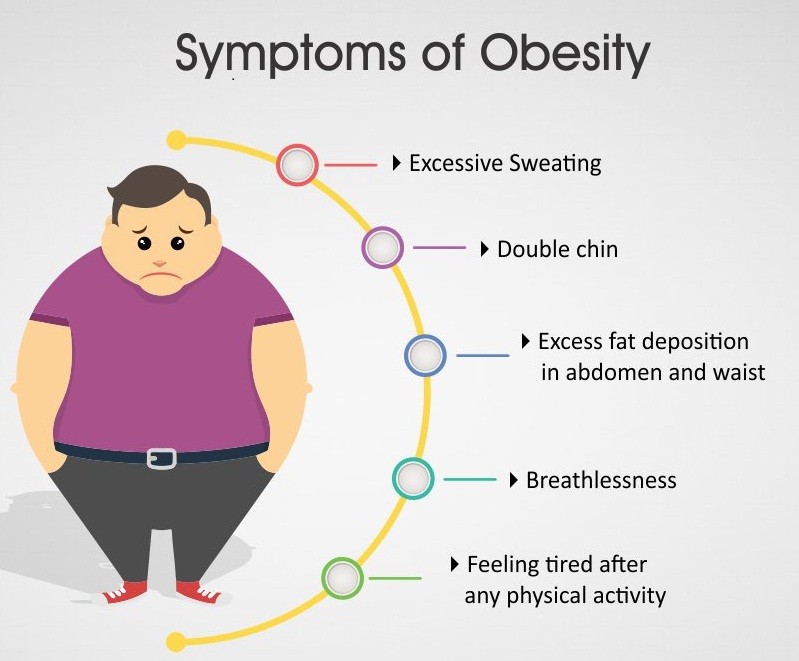 Symptoms of Obesity
Excessive Sweating
Double chin
Excess fat deposition
in abdomen and waist
Breathlessness
Feeling tired after
any physical activity